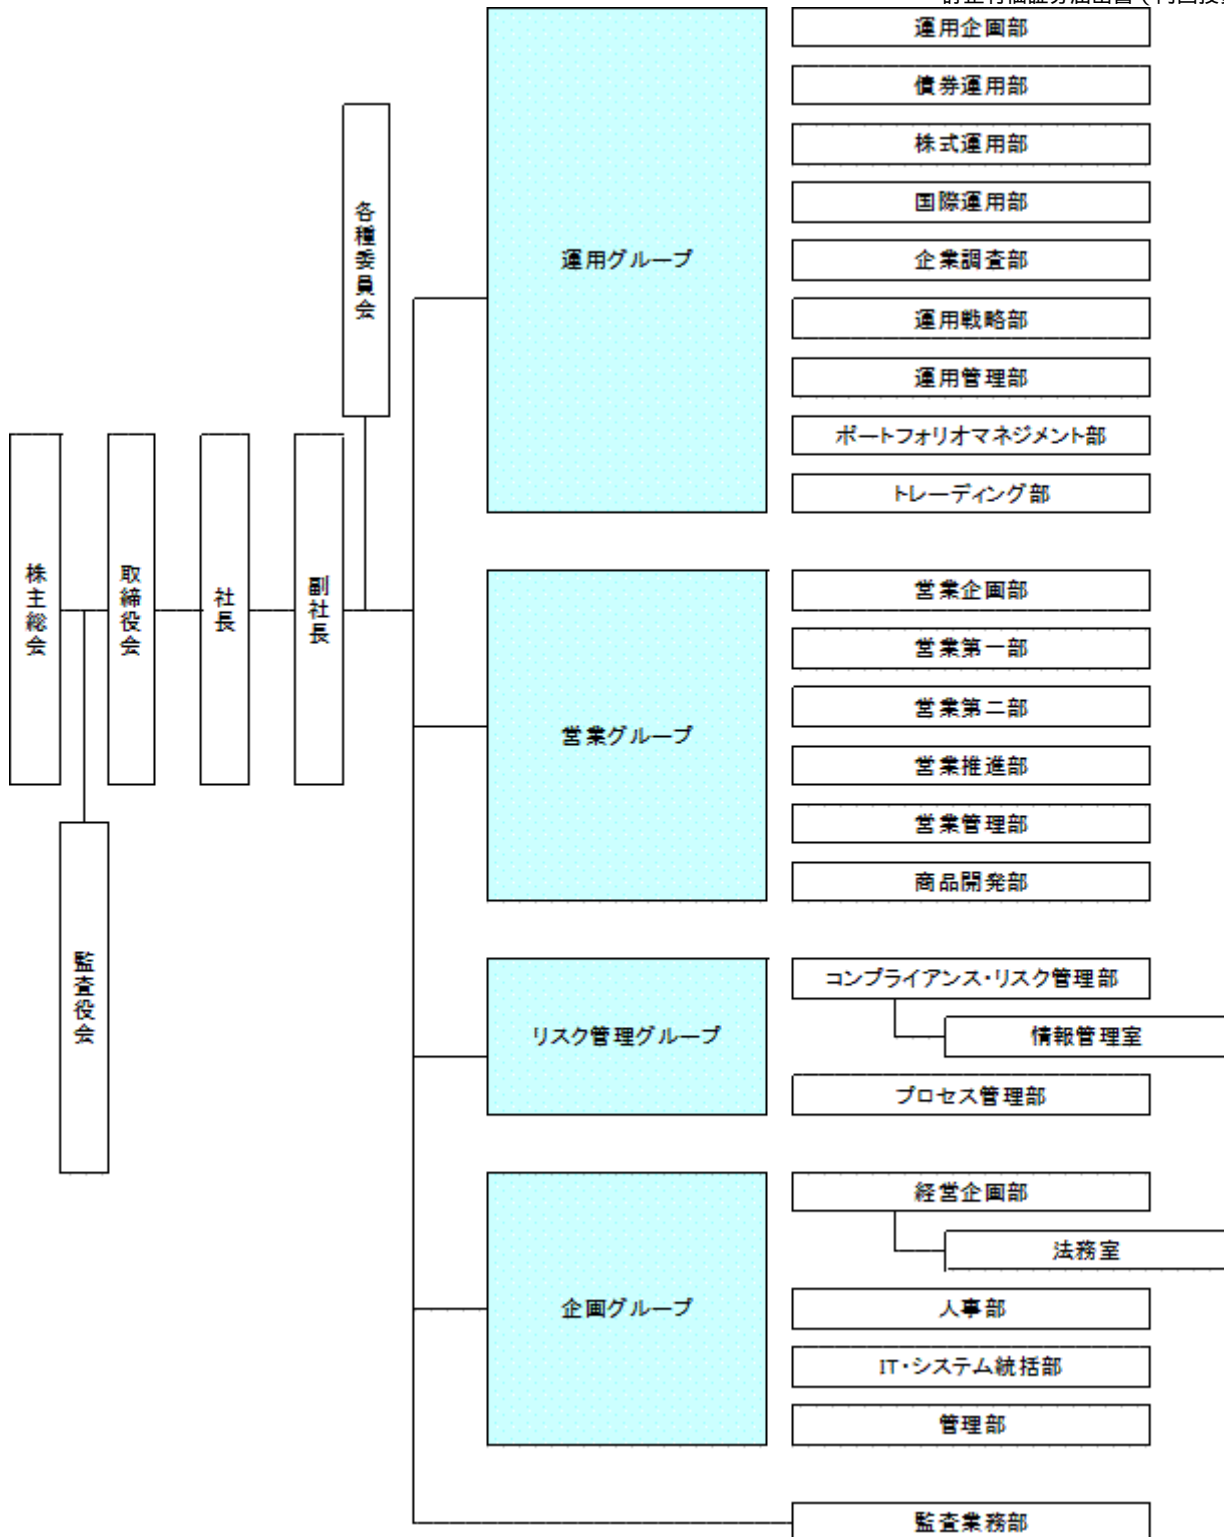 運用企画部
債券運用部
株式運用部
国際運用部
企業調査部
運用戦略部
運用管理部
ポートフォリオマネジメント部
トレーディング部
運用グループ
各種委員会
株主総会
取締役会
社長
副社長
監査役会
営業グループ
営業企画部
営業第一部
営業第二部
営業推進部
営業管理部
商品開発部
リスク管理グループ
コンプライアンス・リスク管理部
情報管理室
プロセス管理部
企画グループ
経営企画部
法務室
人事部
IT・システム統括部
管理部
監査業務部